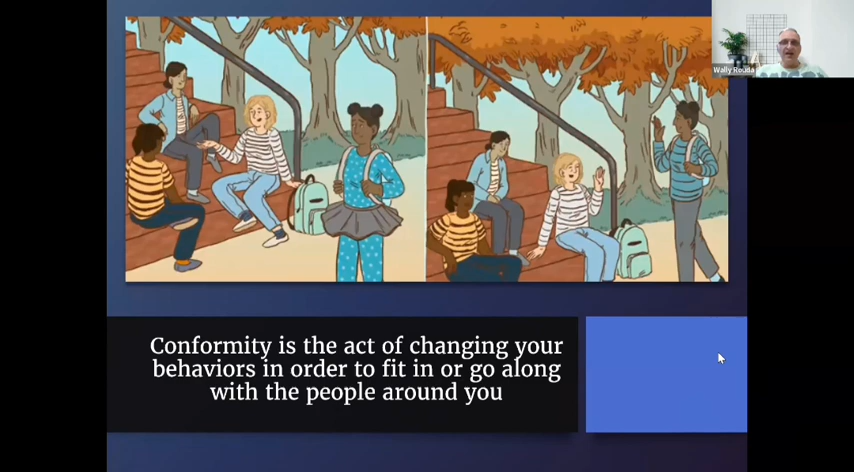 Wally Rouda
Conformity is the act of changing your
behaviors in order to fit in or go along
with the people around you